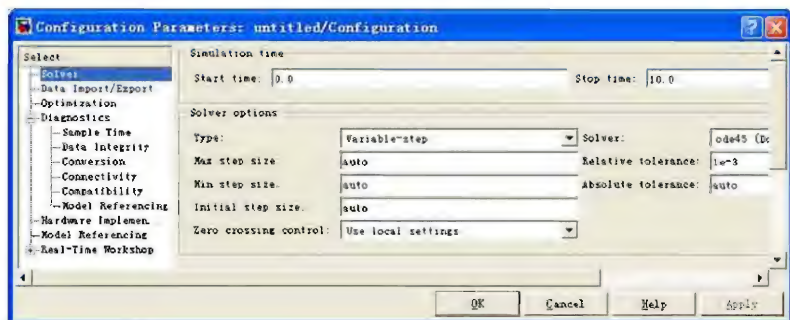 Configuration Parameters: untitled/Configuration
Select
Solver
Data Import/Export
Optimization
Diagnostics
Sample Time
Data Integrity
Conversion
Connectivity
Compatibility
Model Referencing
Hardware Implemen
Model Referencing
Real-Time Workshop
Simulation time
Start time: 0.0 Stop time: 10.0
Solver options
Type: Variable-step Solver: ode45 (Do
Max step size: auto Relative tolerance: 1e-3
Min step size: auto Absolute tolerance: auto
Initial step size: auto
Zero crossing control: Use local settings
OK Cancel Help Apply